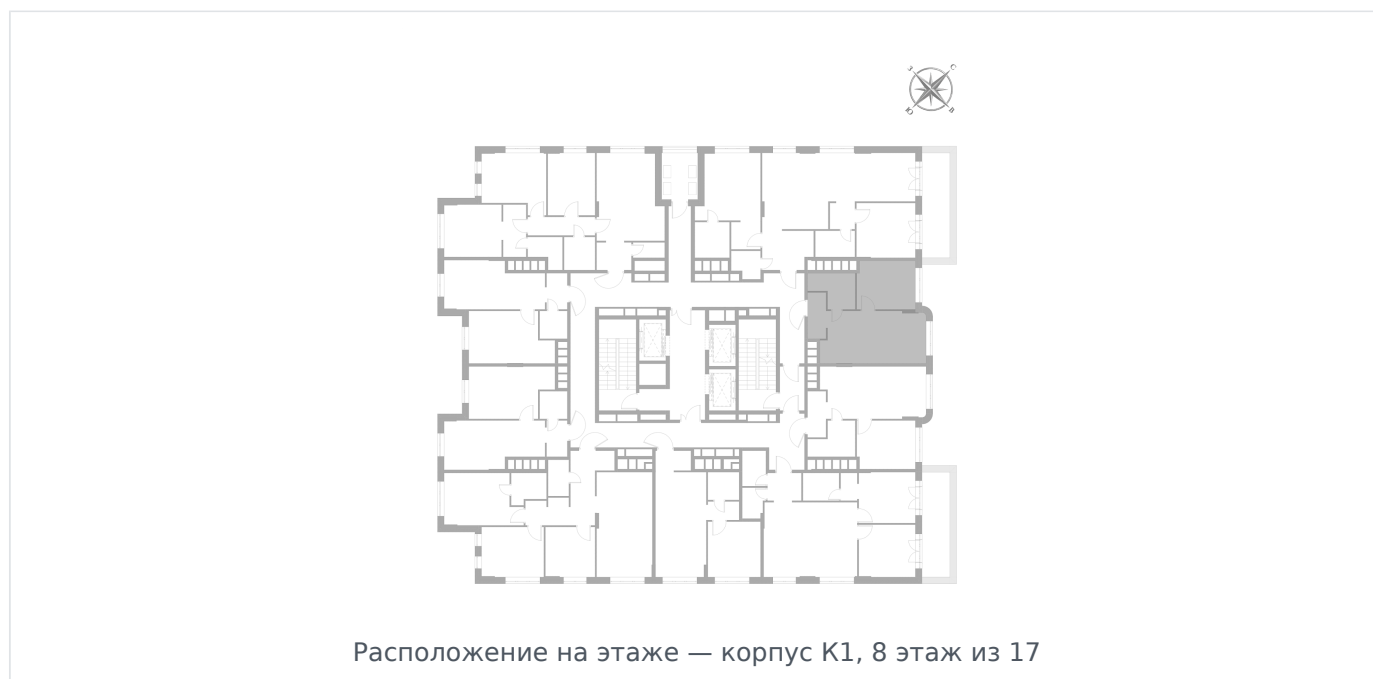 З С
Ю В
Расположение на этаже — корпус К1, 8 этаж из 17